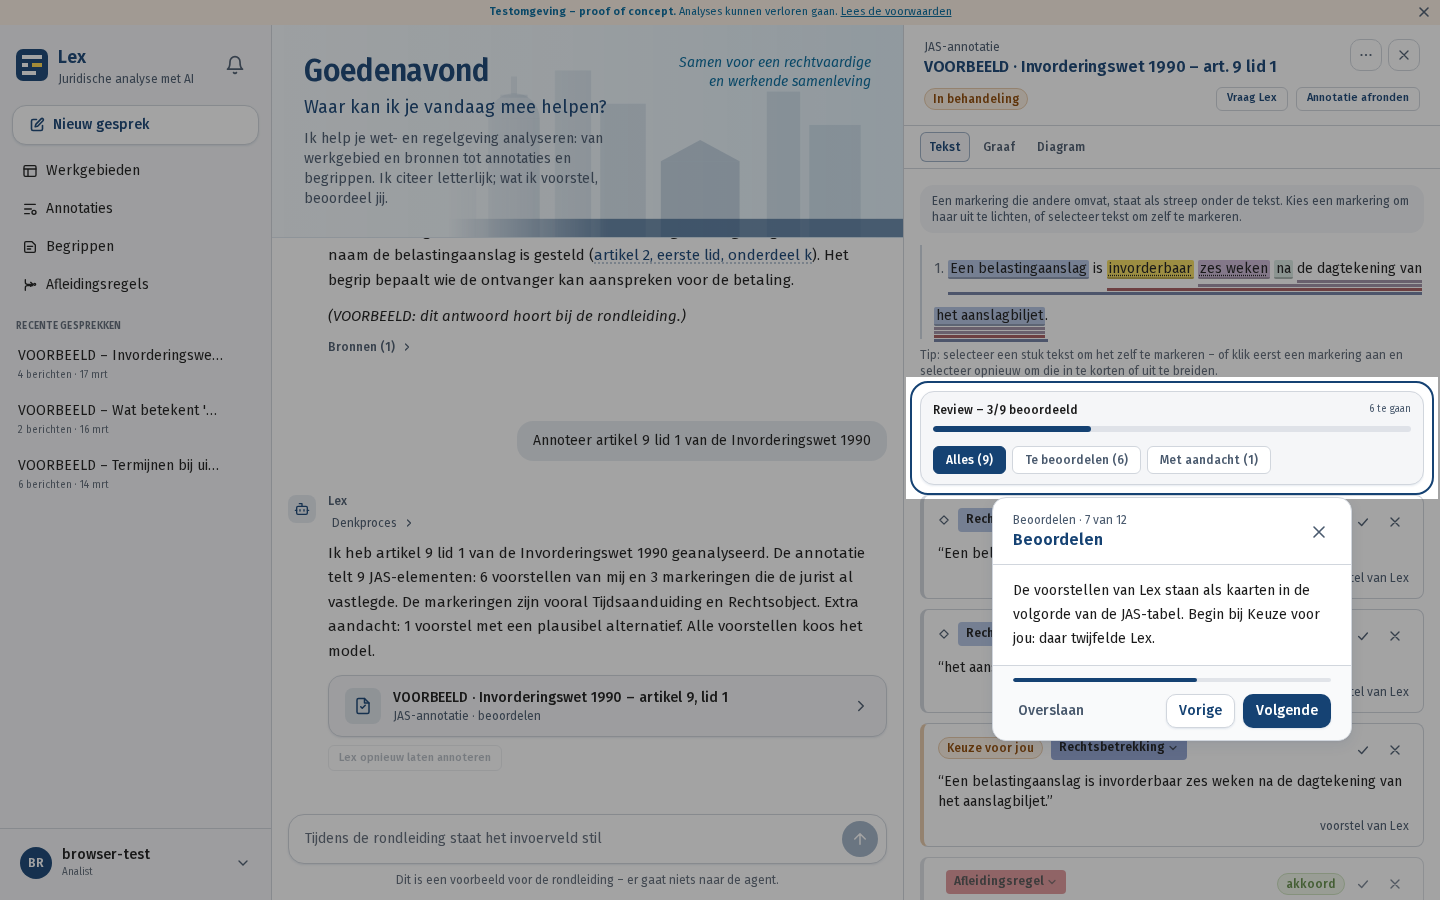 Testomgeving – proof of concept. Analyses kunnen verloren gaan. Lees de voorwaarden
Lex
Juridische analyse met AI
Nieuw gesprek
Werkgebieden
Annotaties
Begrippen
Afleidingsregels
RECENTE GESPREKKEN
VOORBEELD – Invorderingswe…
4 berichten · 17 mrt
VOORBEELD – Wat betekent '…
2 berichten · 16 mrt
VOORBEELD – Termijnen bij ui…
6 berichten · 14 mrt
BR
browser-test
Analist
Goedenavond
Samen voor een rechtvaardige
en werkende samenleving
Waar kan ik je vandaag mee helpen?
Ik help je wet- en regelgeving analyseren: van
werkgebied en bronnen tot annotaties en
begrippen. Ik citeer letterlijk; wat ik voorstel,
beoordeel jij.
naam de belastingaanslag is gesteld (artikel 2, eerste lid, onderdeel k). Het
begrip bepaalt wie de ontvanger kan aanspreken voor de betaling.
(VOORBEELD: dit antwoord hoort bij de rondleiding.)
Bronnen (1)
Annoteer artikel 9 lid 1 van de Invorderingswet 1990
Lex
Denkproces
Ik heb artikel 9 lid 1 van de Invorderingswet 1990 geanalyseerd. De annotatie
telt 9 JAS-elementen: 6 voorstellen van mij en 3 markeringen die de jurist al
vastlegde. De markeringen zijn vooral Tijdsaanduiding en Rechtsobject. Extra
aandacht: 1 voorstel met een plausibel alternatief. Alle voorstellen koos het
model.
VOORBEELD · Invorderingswet 1990 – artikel 9, lid 1
JAS-annotatie · beoordelen
Lex opnieuw laten annoteren
Tijdens de rondleiding staat het invoerveld stil
Dit is een voorbeeld voor de rondleiding – er gaat niets naar de agent.
JAS-annotatie
VOORBEELD · Invorderingswet 1990 – art. 9 lid 1
In behandeling
Vraag Lex
Annotatie afronden
Tekst
Graaf
Diagram
Een markering die andere omvat, staat als streep onder de tekst. Kies een markering om
haar uit te lichten, of selecteer tekst om zelf te markeren.
1. Een belastingaanslag is invorderbaar zes weken na de dagtekening van
het aanslagbiljet.
Tip: selecteer een stuk tekst om het zelf te markeren – of klik eerst een markering aan en
selecteer opnieuw om die in te korten of uit te breiden.
Review – 3/9 beoordeeld
6 te gaan
Alles (9)
Te beoordelen (6)
Met aandacht (1)
Rech
“Een bel
tel van Lex
Rech
“het aan
tel van Lex
Beoordelen · 7 van 12
Beoordelen
De voorstellen van Lex staan als kaarten in de
volgorde van de JAS-tabel. Begin bij Keuze voor
jou: daar twijfelde Lex.
Overslaan
Vorige
Volgende
Keuze voor jou
Rechtsbetrekking
“Een belastingaanslag is invorderbaar zes weken na de dagtekening van
het aanslagbiljet.”
voorstel van Lex
Afleidingsregel
akkoord